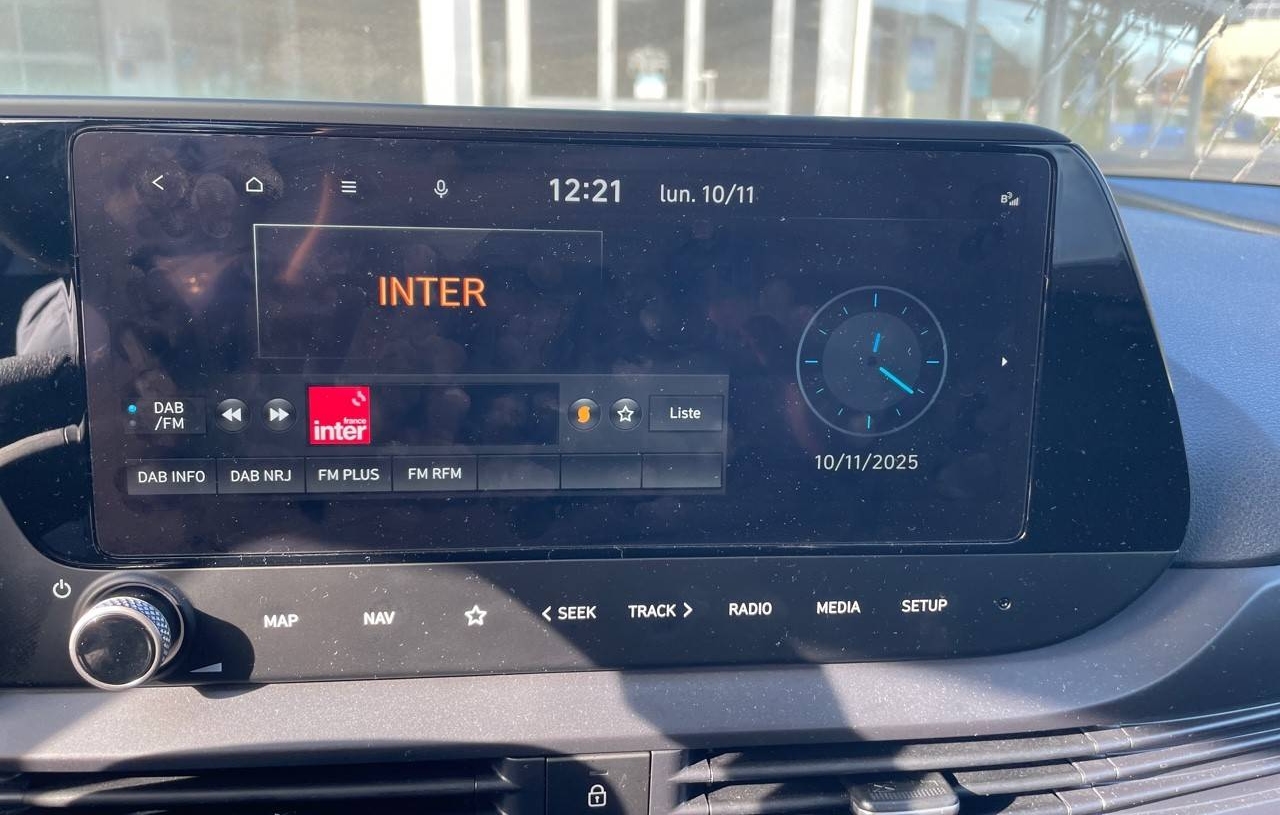 12:21 lun. 10/11
INTER
DAB
/FM
france
inter
Liste
DAB INFO DAB NRJ FM PLUS FM RFM
10/11/2025
MAP NAV < SEEK TRACK > RADIO MEDIA SETUP